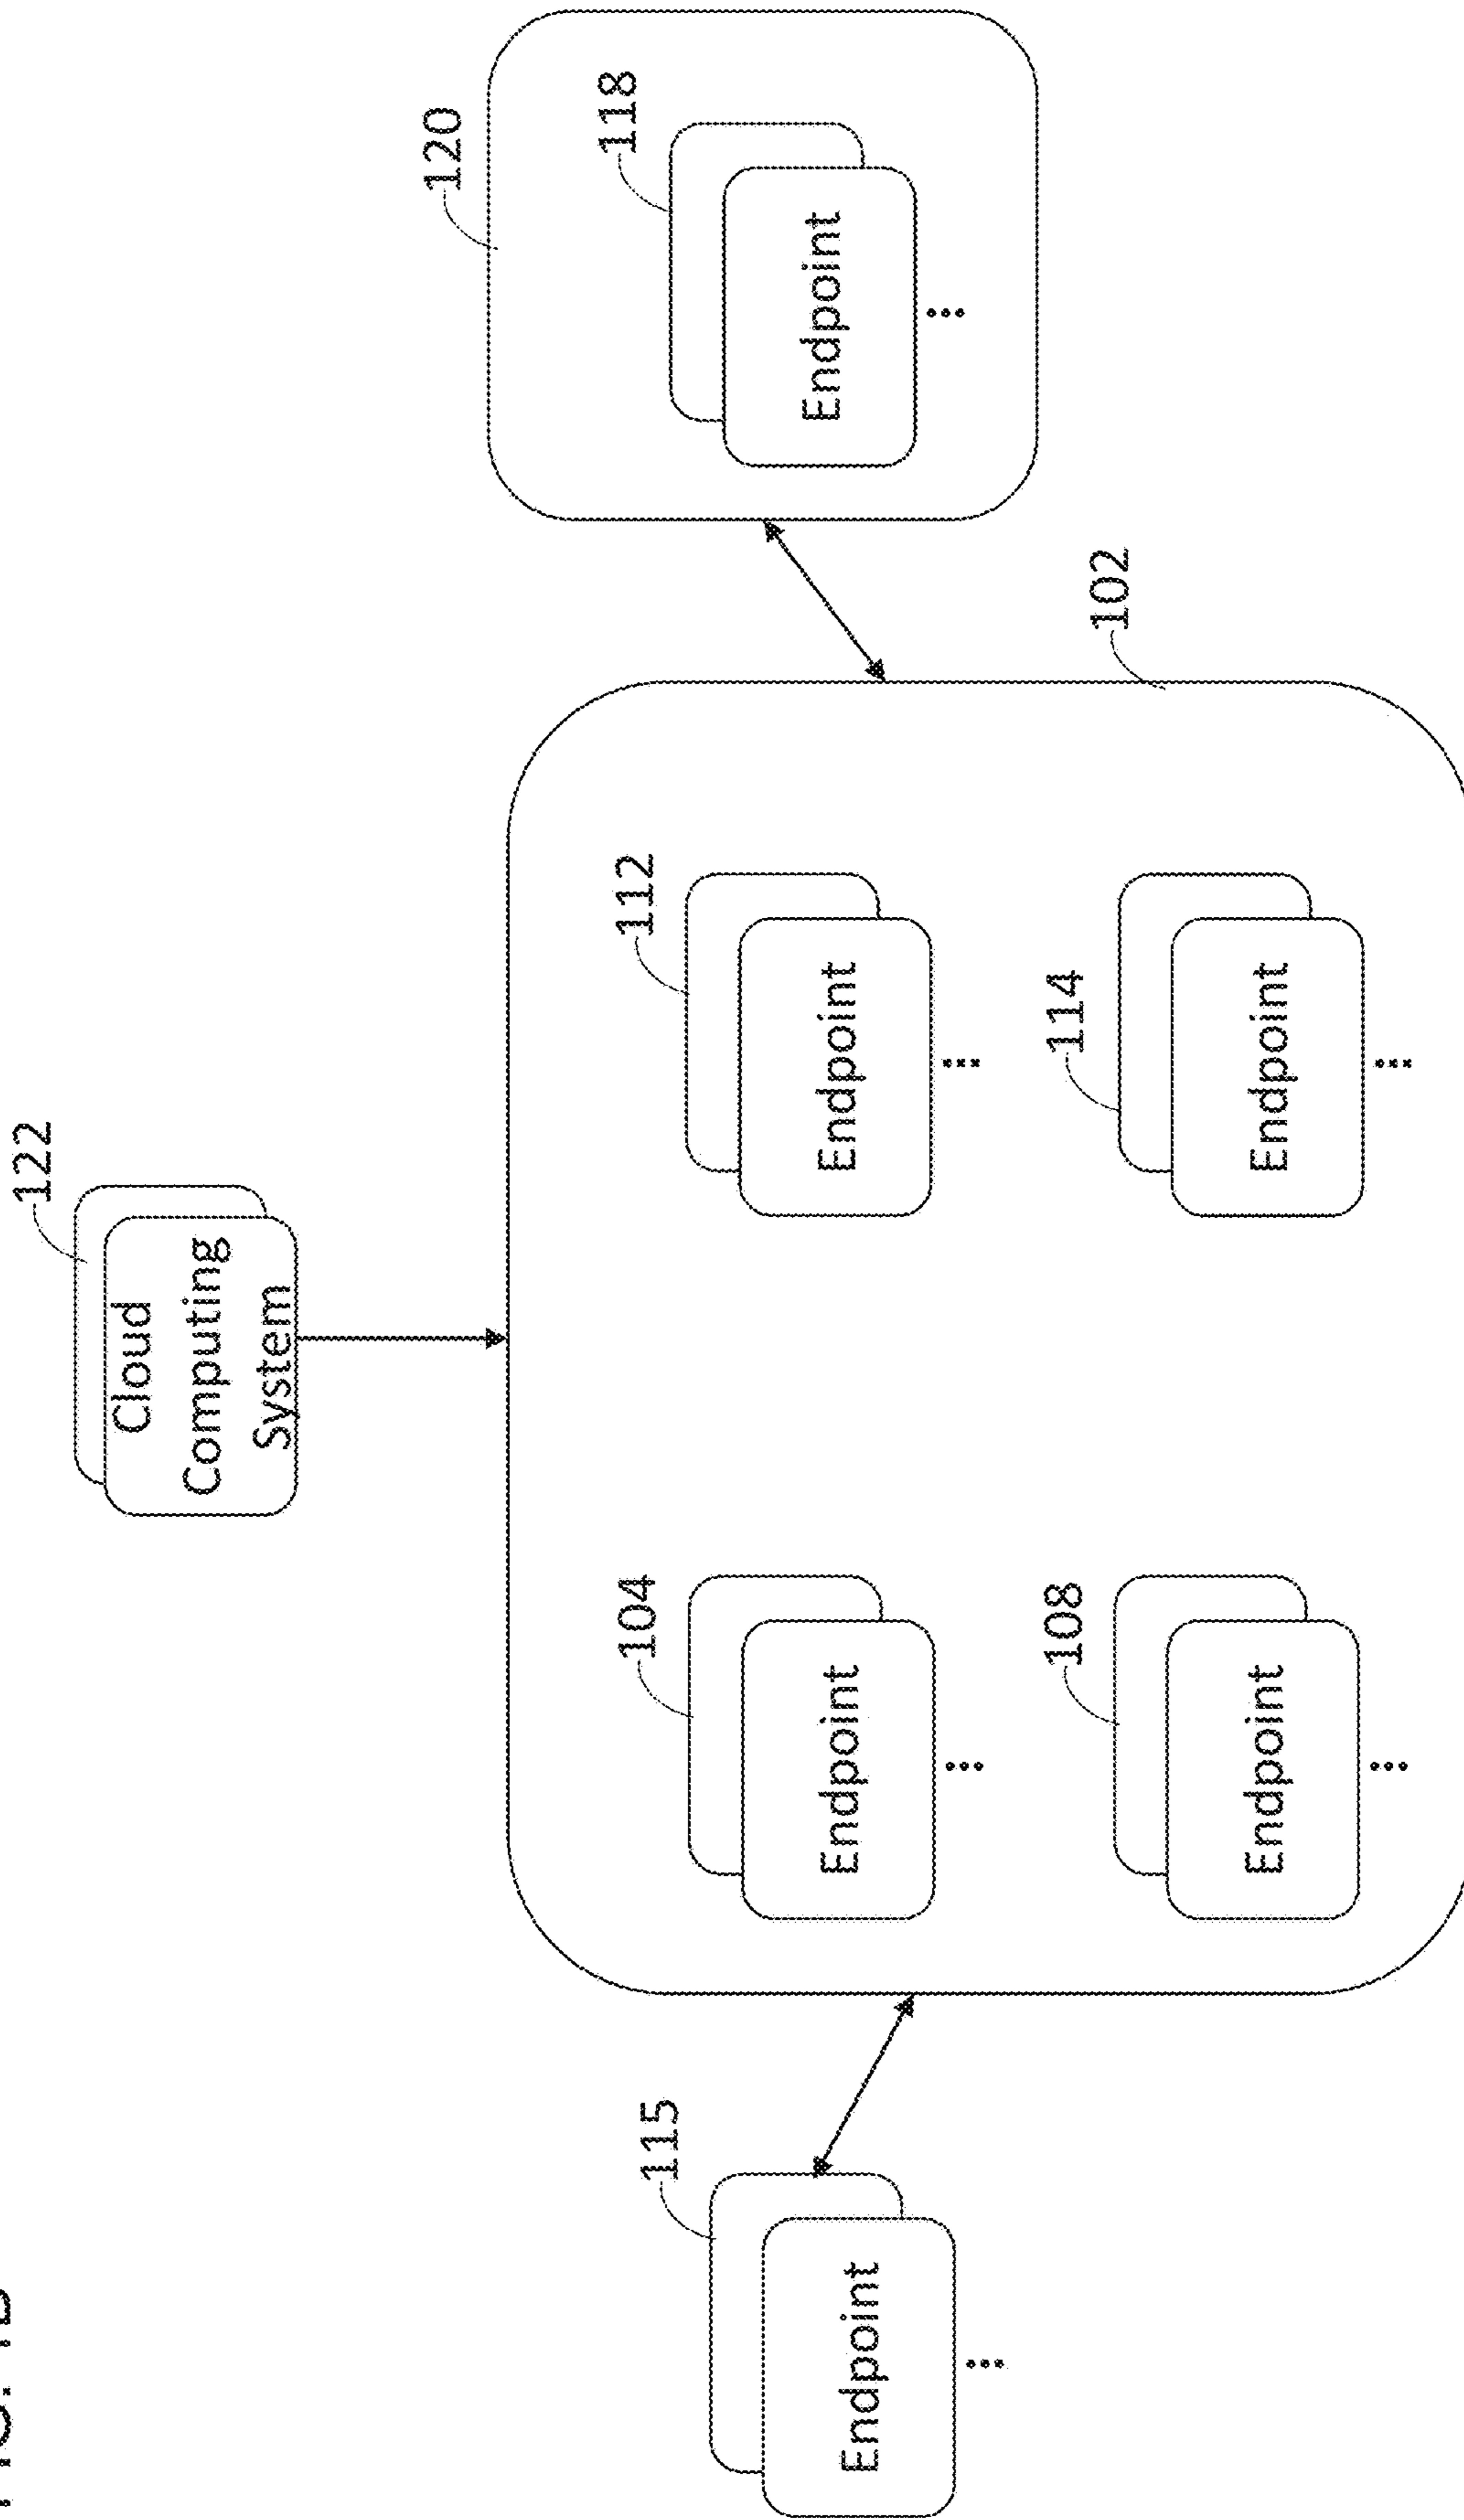 122
Cloud
Computing
System
120
115
104
112
118
Endpoint
Endpoint
Endpoint
Endpoint
...
...
...
...
108
114
102
Endpoint
Endpoint
...
...